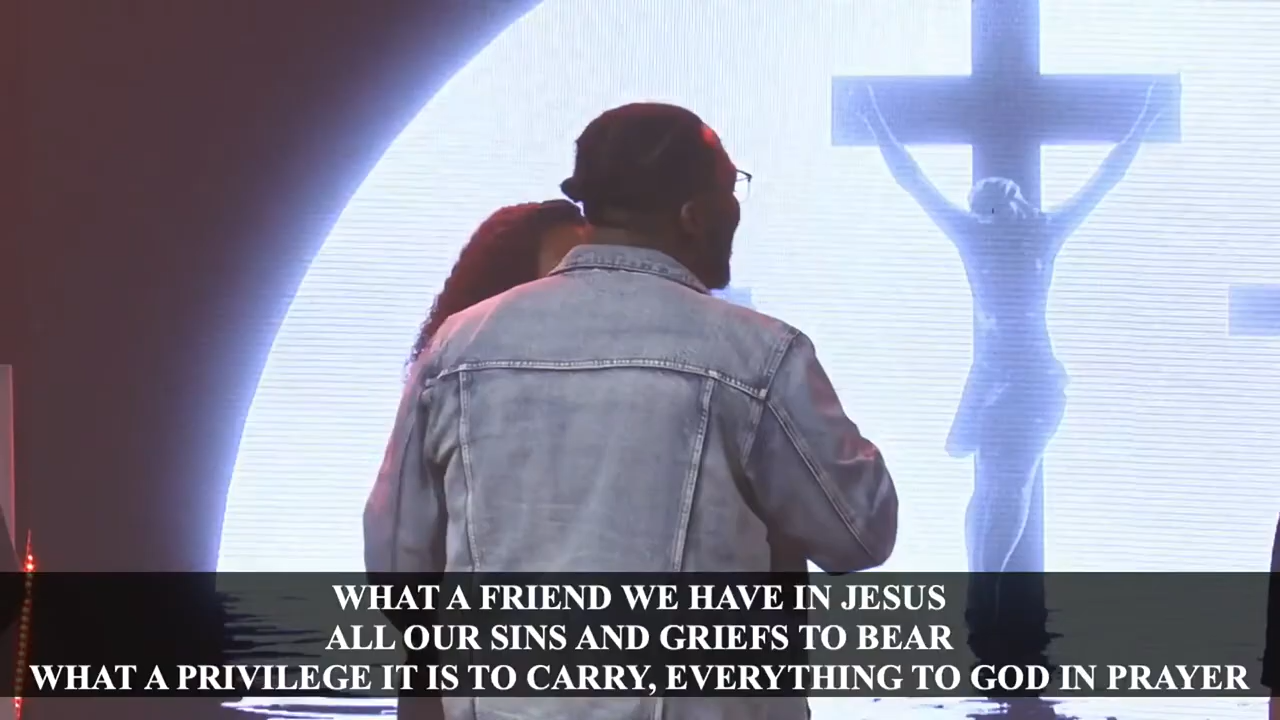 WHAT A FRIEND WE HAVE IN JESUS
ALL OUR SINS AND GRIEFS TO BEAR
WHAT A PRIVILEGE IT IS TO CARRY, EVERYTHING TO GOD IN PRAYER